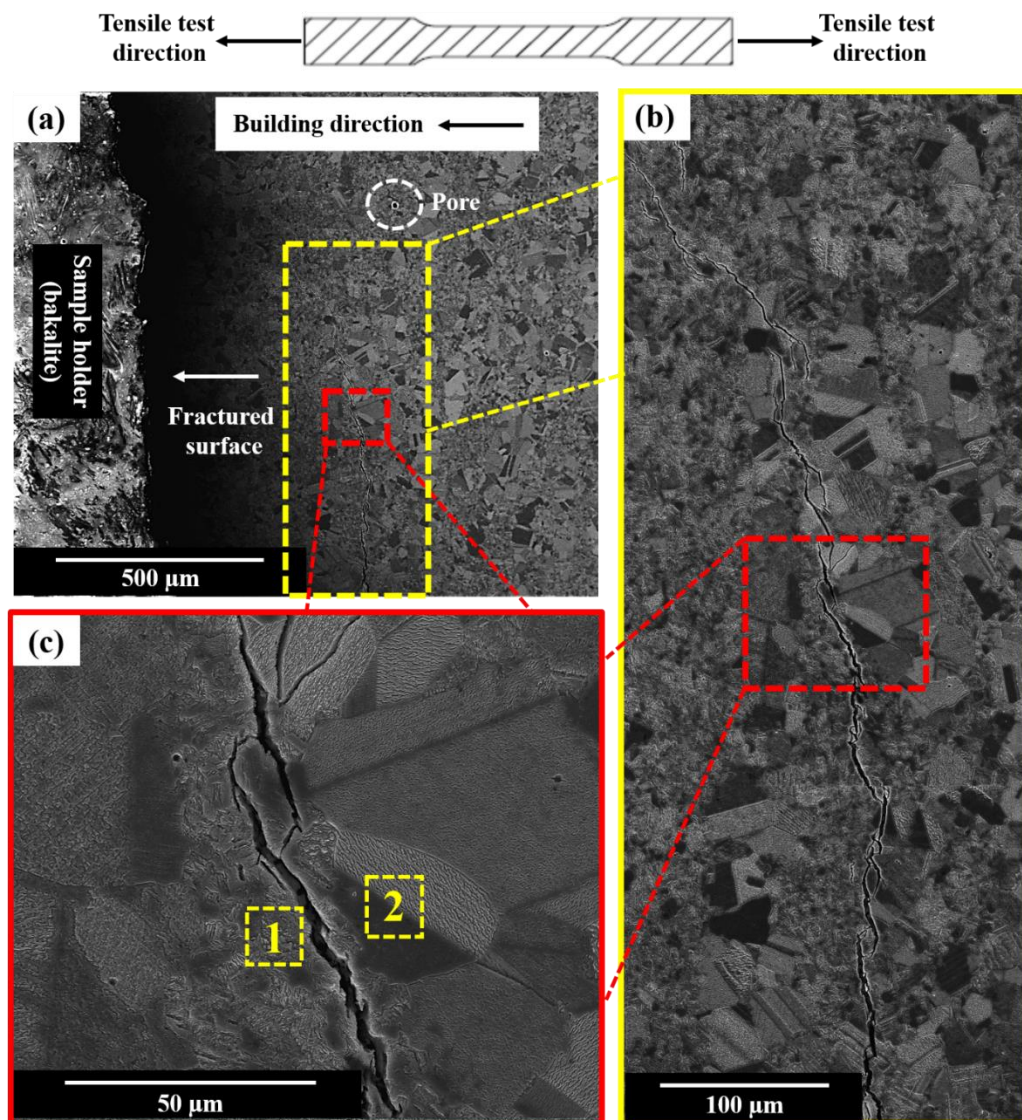 Tensile test
direction
Tensile test
direction
(a)
Building direction
Pore
Sample holder
(bakalite)
Fractured
surface
500 µm
(b)
100 µm
(c)
1
2
50 µm